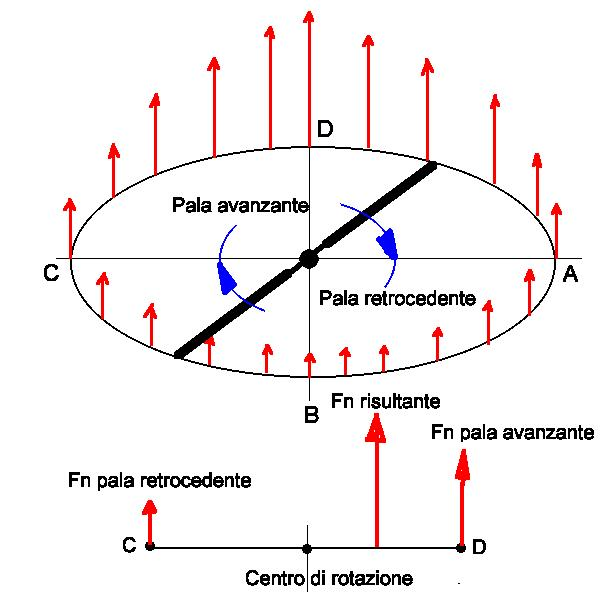 D
Pala avanzante
C
A
Pala retrocedente
B
Fn risultante
Fn pala avanzante
Fn pala retrocedente
C
D
Centro di rotazione